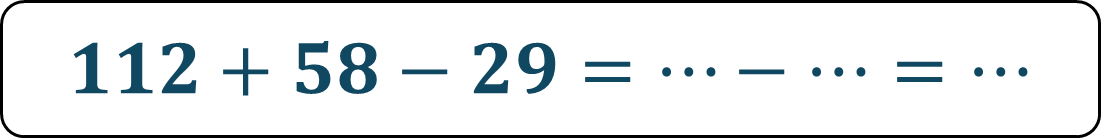 112 + 58 − 29 = ⋯ − ⋯ = ⋯